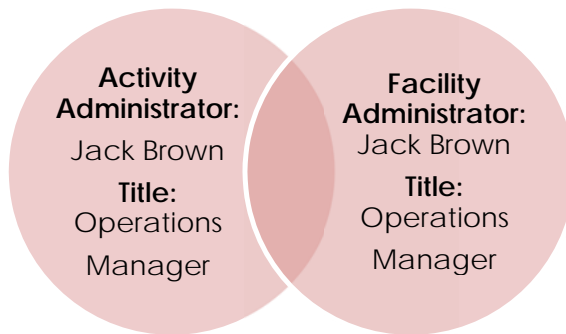 Activity
Administrator:
Jack Brown
Title:
Operations
Manager
Facility
Administrator:
Jack Brown
Title:
Operations
Manager